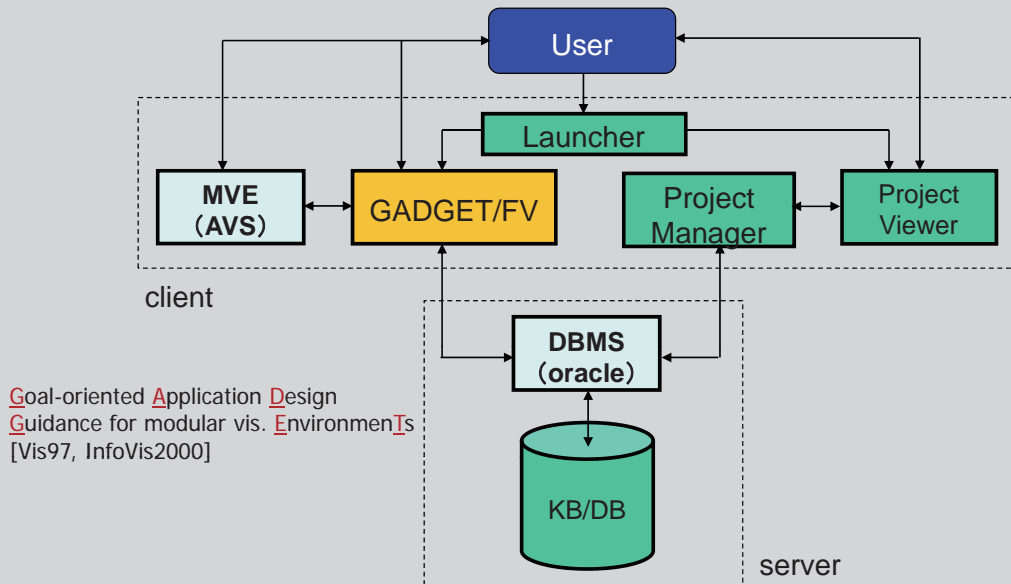 User
Launcher
MVE
（AVS）
GADGET/FV
Project
Manager
Project
Viewer
client
DBMS
（oracle）
Goal-oriented Application Design
Guidance for modular vis. EnvironmenTs
[Vis97, InfoVis2000]
KB/DB
server